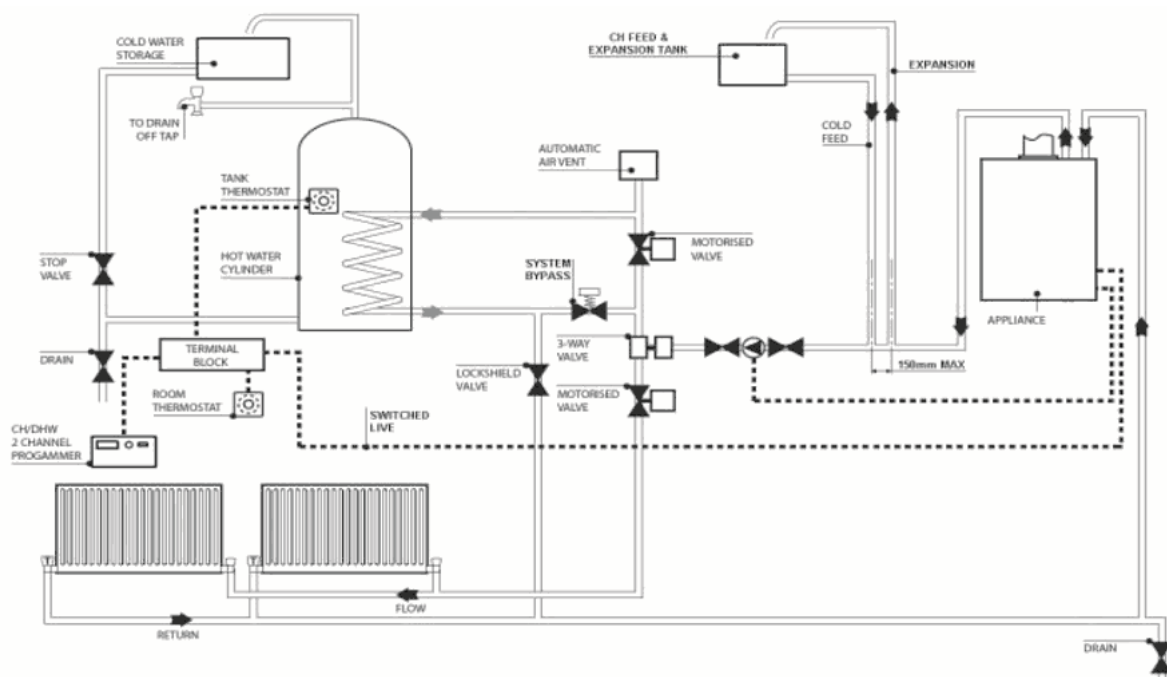 COLD WATER
STORAGE
TO DRAIN
OFF TAP
CH FEED &
EXPANSION TANK
EXPANSION
COLD
FEED
AUTOMATIC
AIR VENT
TANK
THERMOSTAT
MOTORISED
VALVE
STOP
VALVE
HOT WATER
CYLINDER
SYSTEM
BYPASS
APPLIANCE
3-WAY
VALVE
150mm MAX
DRAIN
TERMINAL
BLOCK
LOCKSHIELD
VALVE
MOTORISED
VALVE
ROOM
THERMOSTAT
SWITCHED
LIVE
CH/DHW
2 CHANNEL
PROGAMMER
T
T
FLOW
RETURN
DRAIN